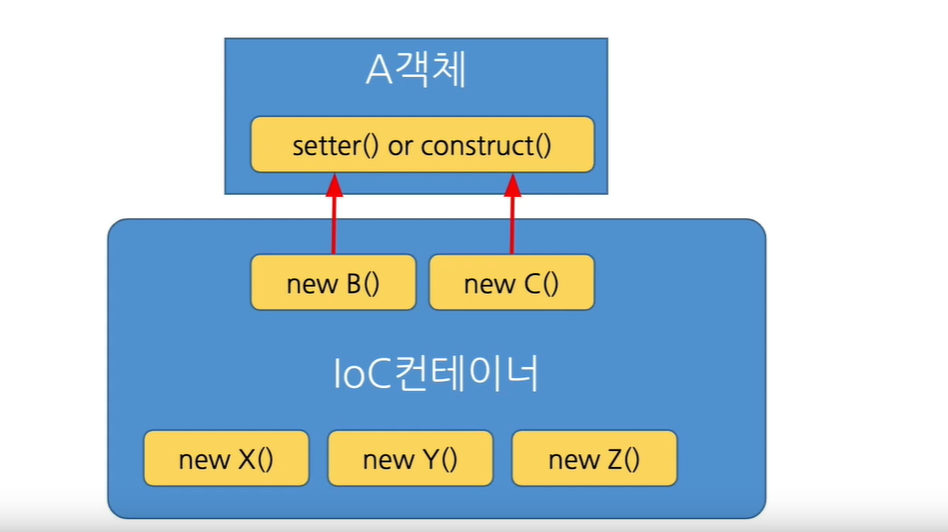 A객체
setter() or construct()
new B()
new C()
IoC컨테이너
new X()
new Y()
new Z()